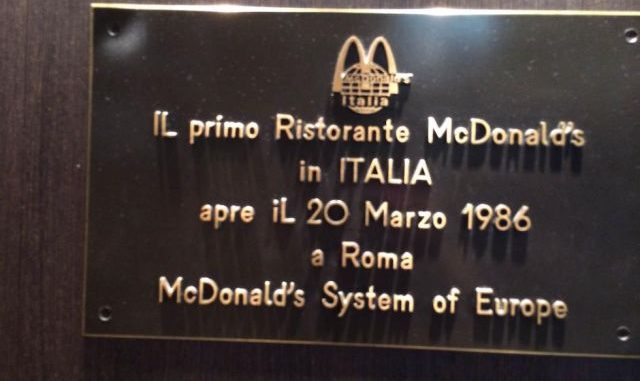 McDonald's
Italia
IL primo Ristorante McDonald's
in ITALIA
apre iL 20 Marzo 1986
a Roma
McDonald's System of Europe